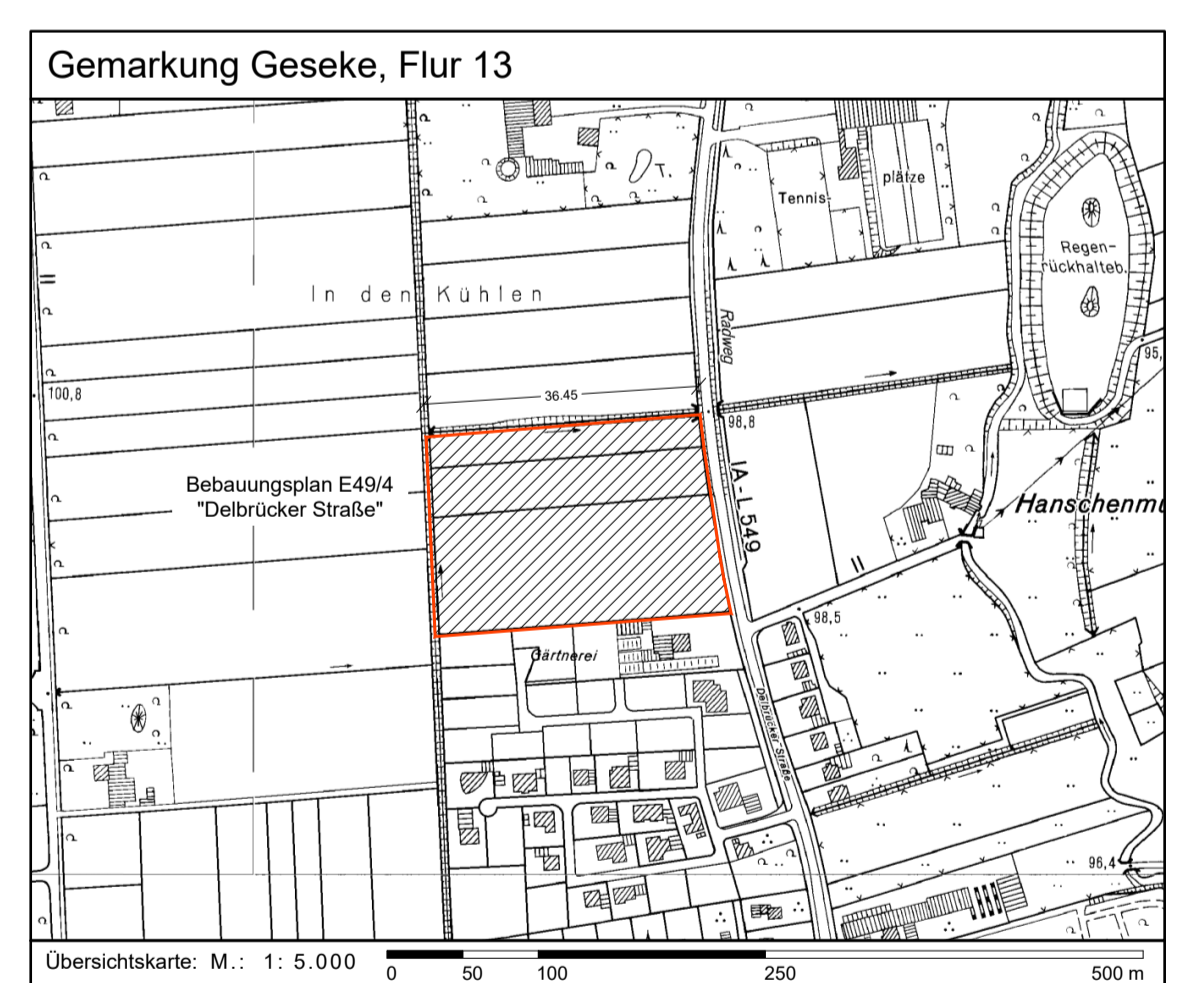 Gemarkung Geseke, Flur 13
T.
Tennis-
plätze
Regen-
rückhalteb.
In den Kühlen
Radweg
95,
100,8
36.45
98,8
Bebauungsplan E49/4
"Delbrücker Straße"
IA - L 549
Hanschenmü
98,5
Gärtnerei
Delbrücker Straße
96,4
Übersichtskarte: M.: 1: 5.000
0 50 100 250 500 m